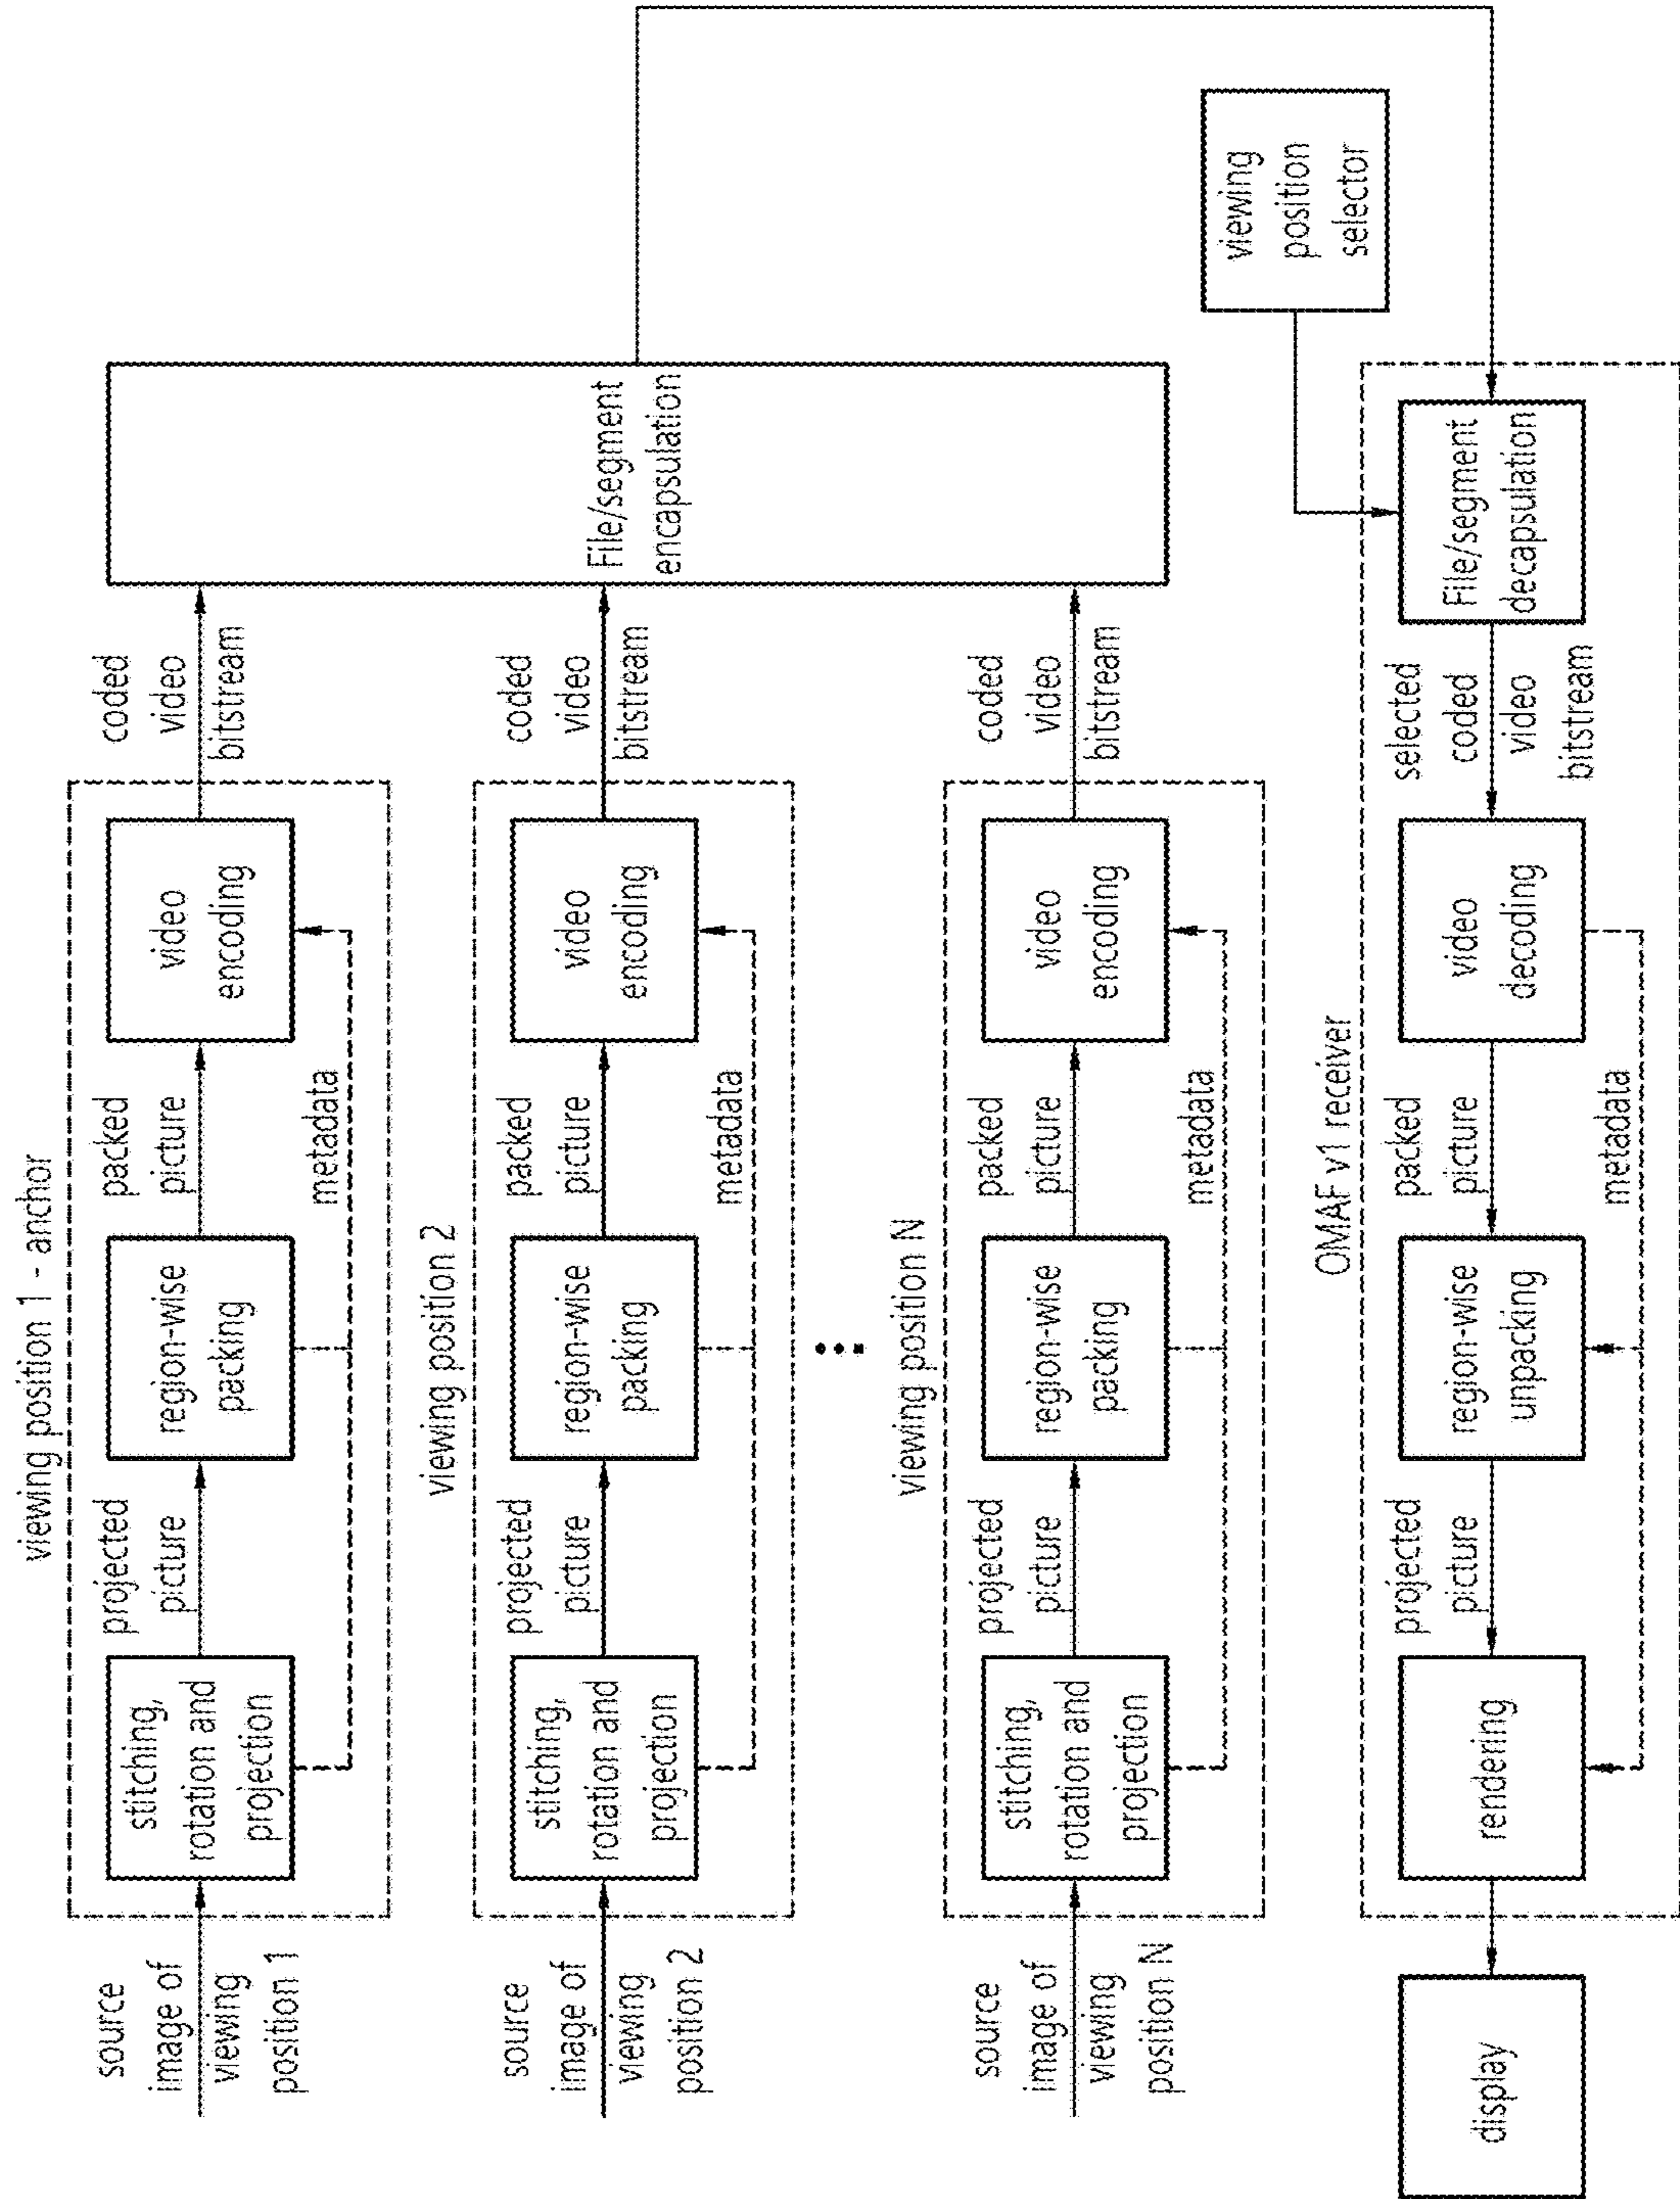 viewing position 1 - anchor
source
image of
viewing
position 1
stitching,
rotation and
projection
projected
picture
region-wise
packing
packed
picture
metadata
video
encoding
coded
video
bitstream
viewing position 2
source
image of
viewing
position 2
stitching,
rotation and
projection
projected
picture
region-wise
packing
packed
picture
metadata
video
encoding
coded
video
bitstream
File/segment
encapsulation
viewing position N
source
image of
viewing
position N
stitching,
rotation and
projection
projected
picture
region-wise
packing
packed
picture
metadata
video
encoding
coded
video
bitstream
viewing
position
selector
OMAF v1 receiver
display
rendering
projected
picture
region-wise
unpacking
packed
picture
metadata
video
decoding
selected
coded
video
bitstream
File/segment
decapsulation